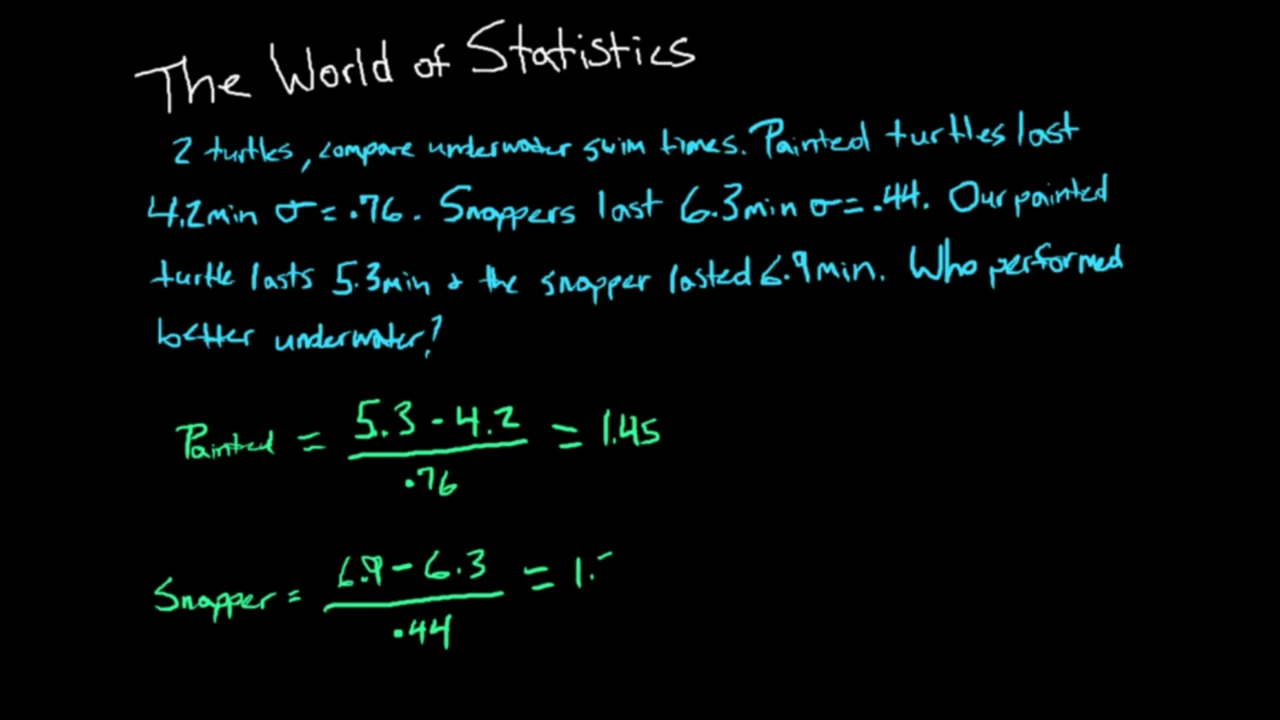 The World of Statistics
2 turtles, compare underwater swim times. Painted turtles last
4.2min σ = .76. Snappers last 6.3min σ = .44. Our painted
turtle lasts 5.3min & the snapper lasted 6.9min. Who performed
better underwater?
Painted = 5.3 - 4.2 / .76 = 1.45
Snapper = 6.9 - 6.3 / .44 = 1.